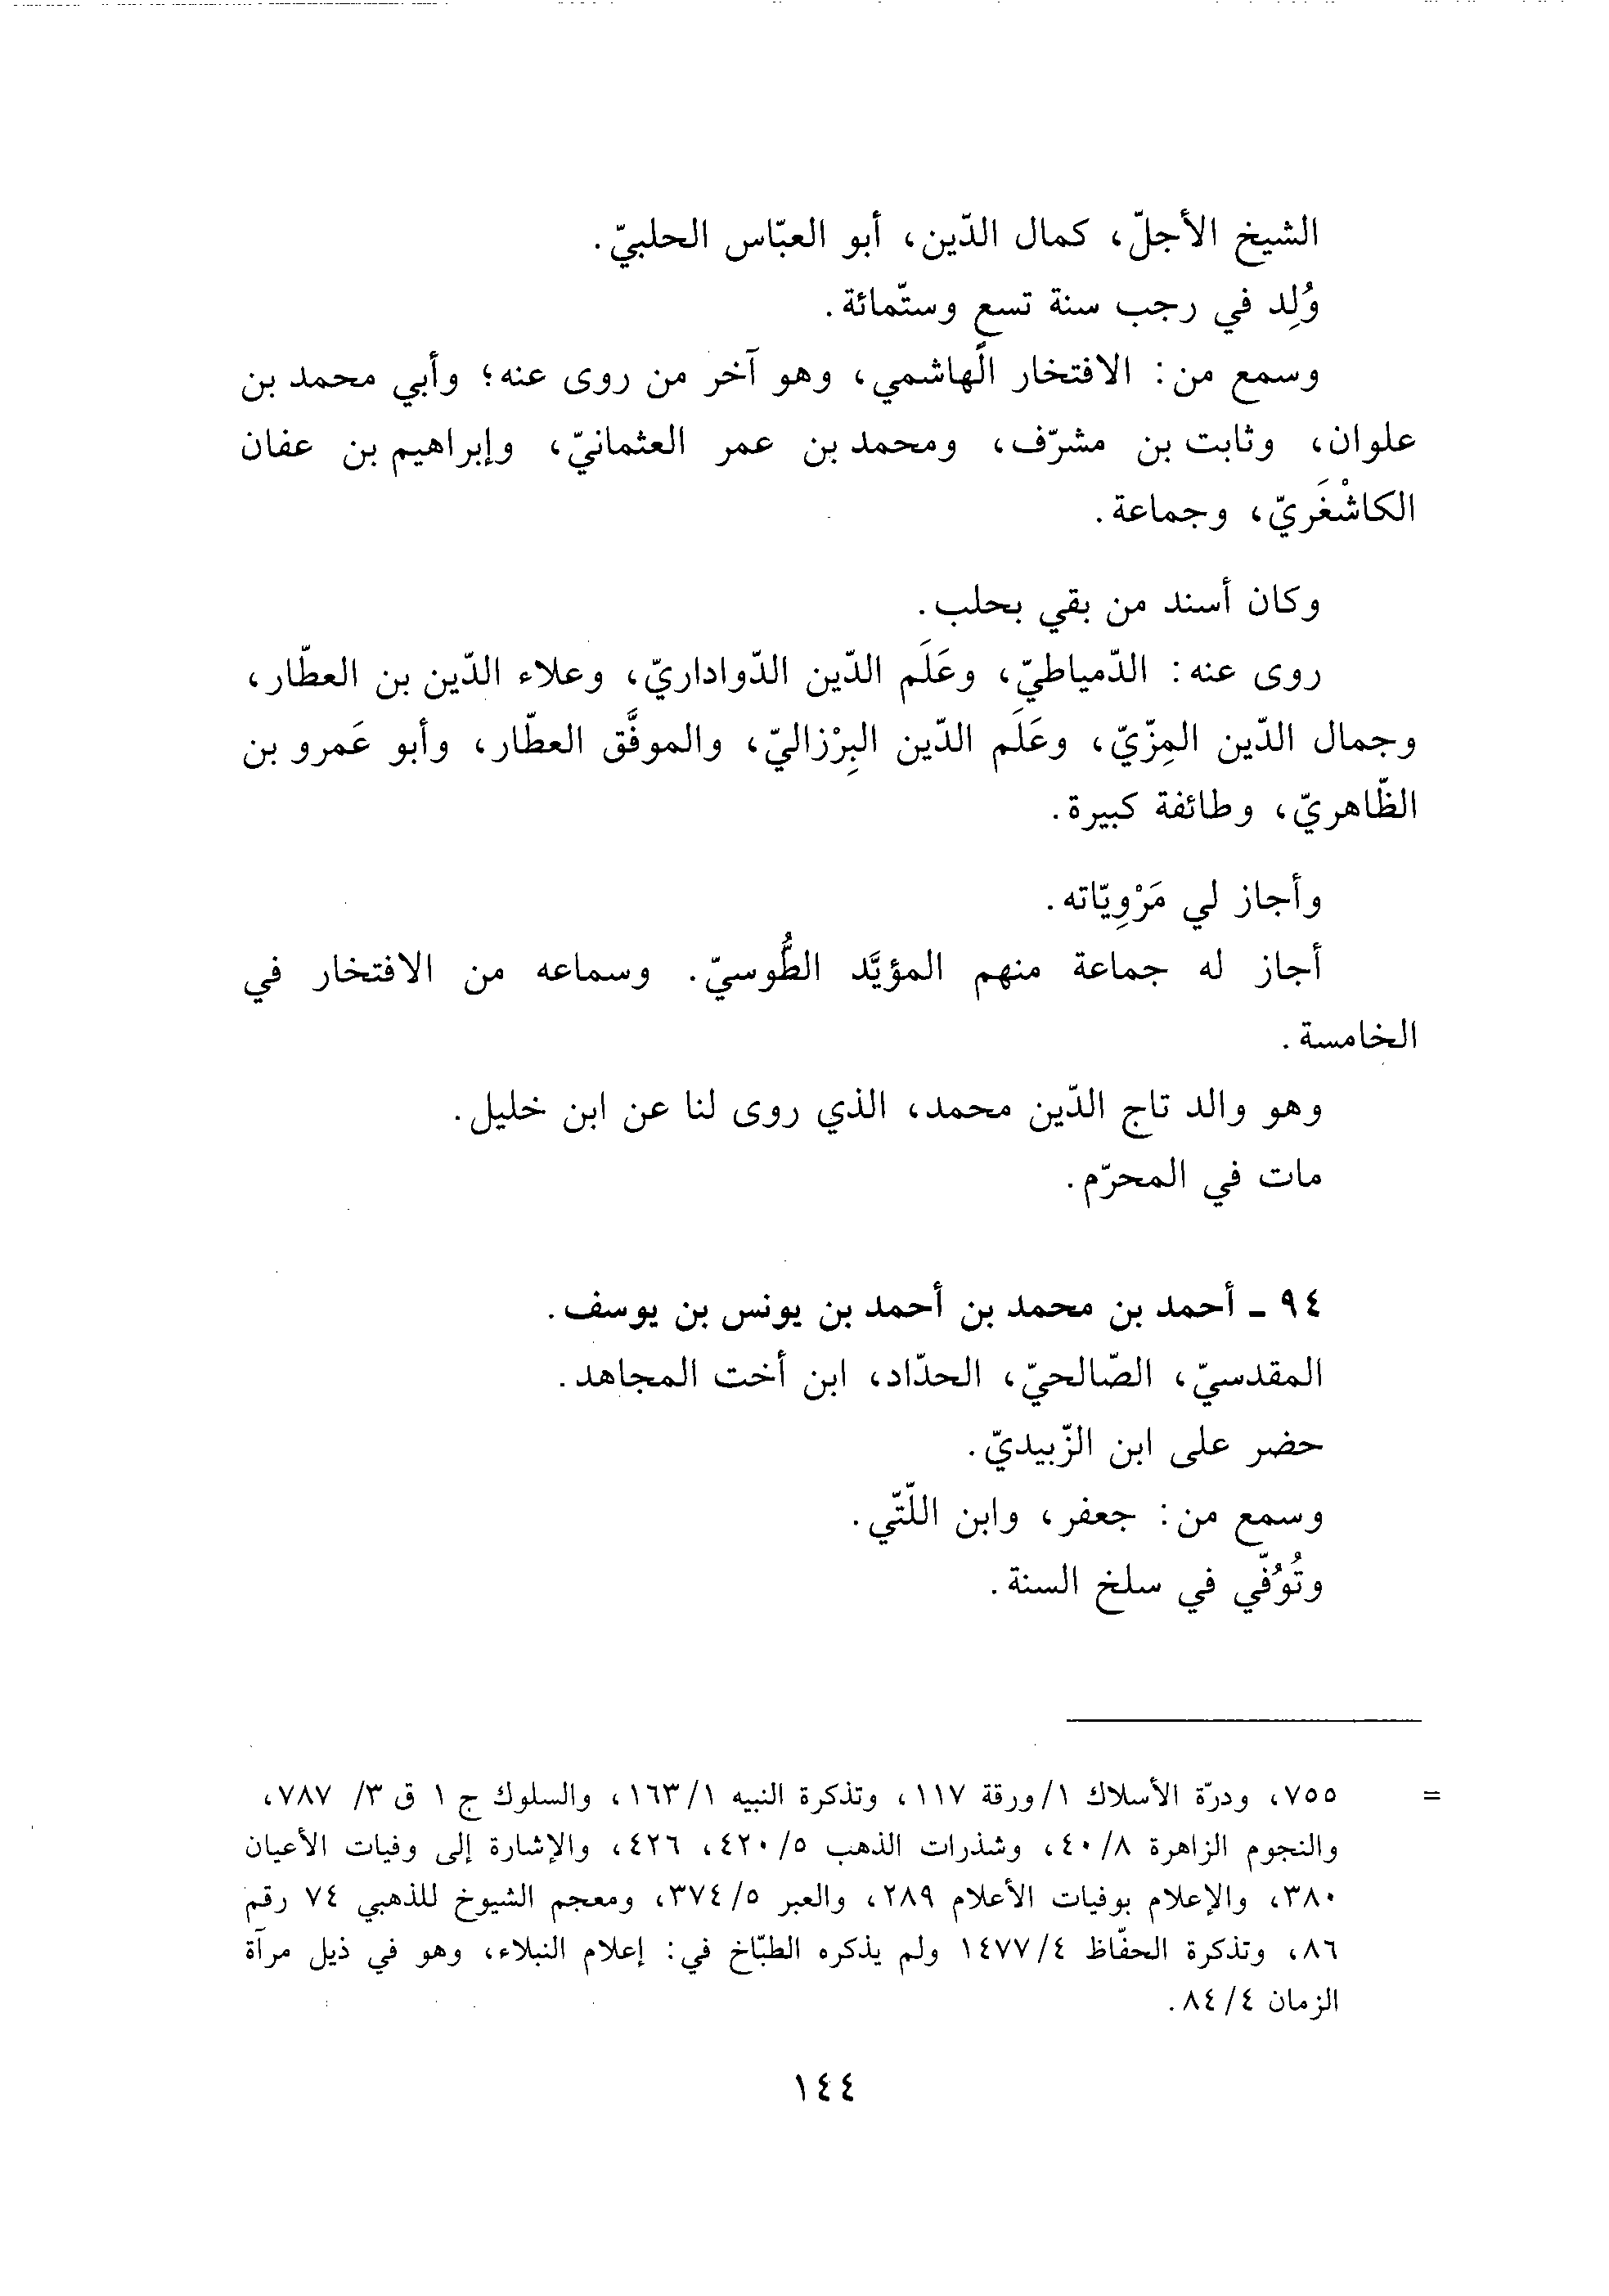 الشيخ الأجلّ، كمال الدّين، أبو العبّاس الحلبيّ.
وُلِد في رجب سنة تسع وستّمائة.
وسمع من: الافتخار الهاشمي، وهو آخر من روى عنه؛ وأبي محمد بن
علوان، وثابت بن مشرّف، ومحمد بن عمر العثمانيّ، وإبراهيم بن عفان
الكاشْغَريّ، وجماعة.
وكان أسند من بقي بحلب.
روى عنه: الدّمياطيّ، وعَلَم الدّين الدّواداريّ، وعلاء الدّين بن العطّار،
وجمال الدّين المِزّيّ، وعَلَم الدّين البِرْزاليّ، والموفَّق العطّار، وأبو عَمرو بن
الظّاهريّ، وطائفة كبيرة.
وأجاز لي مَرْوِيّاته.
أجاز له جماعة منهم المؤيَّد الطُّوسيّ. وسماعه من الافتخار في
الخامسة.
وهو والد تاج الدّين محمد، الذي روى لنا عن ابن خليل.
مات في المحرّم.
٩٤ ـ أحمد بن محمد بن أحمد بن يونس بن يوسف.
المقدسيّ، الصّالحيّ، الحدّاد، ابن أخت المجاهد.
حضر على ابن الزّبيديّ.
وسمع من: جعفر، وابن اللّتّي.
وتُوُفّي في سلخ السنة.
= ٧٥٥، ودرّة الأسلاك ١/ورقة ١١٧، وتذكرة النبيه ١/١٦٣، والسلوك ج ١ ق ٣/ ٧٨٧،
والنجوم الزاهرة ٨/٤٠، وشذرات الذهب ٥/٤٢٠، ٤٢٦، والإشارة إلى وفيات الأعيان
٣٨٠، والإعلام بوفيات الأعلام ٢٨٩، والعبر ٥/٣٧٤، ومعجم الشيوخ للذهبي ٧٤ رقم
٨٦، وتذكرة الحفّاظ ٤/١٤٧٧ ولم يذكره الطبّاخ في: إعلام النبلاء، وهو في ذيل مرآة
الزمان ٤/٨٤.
١٤٤